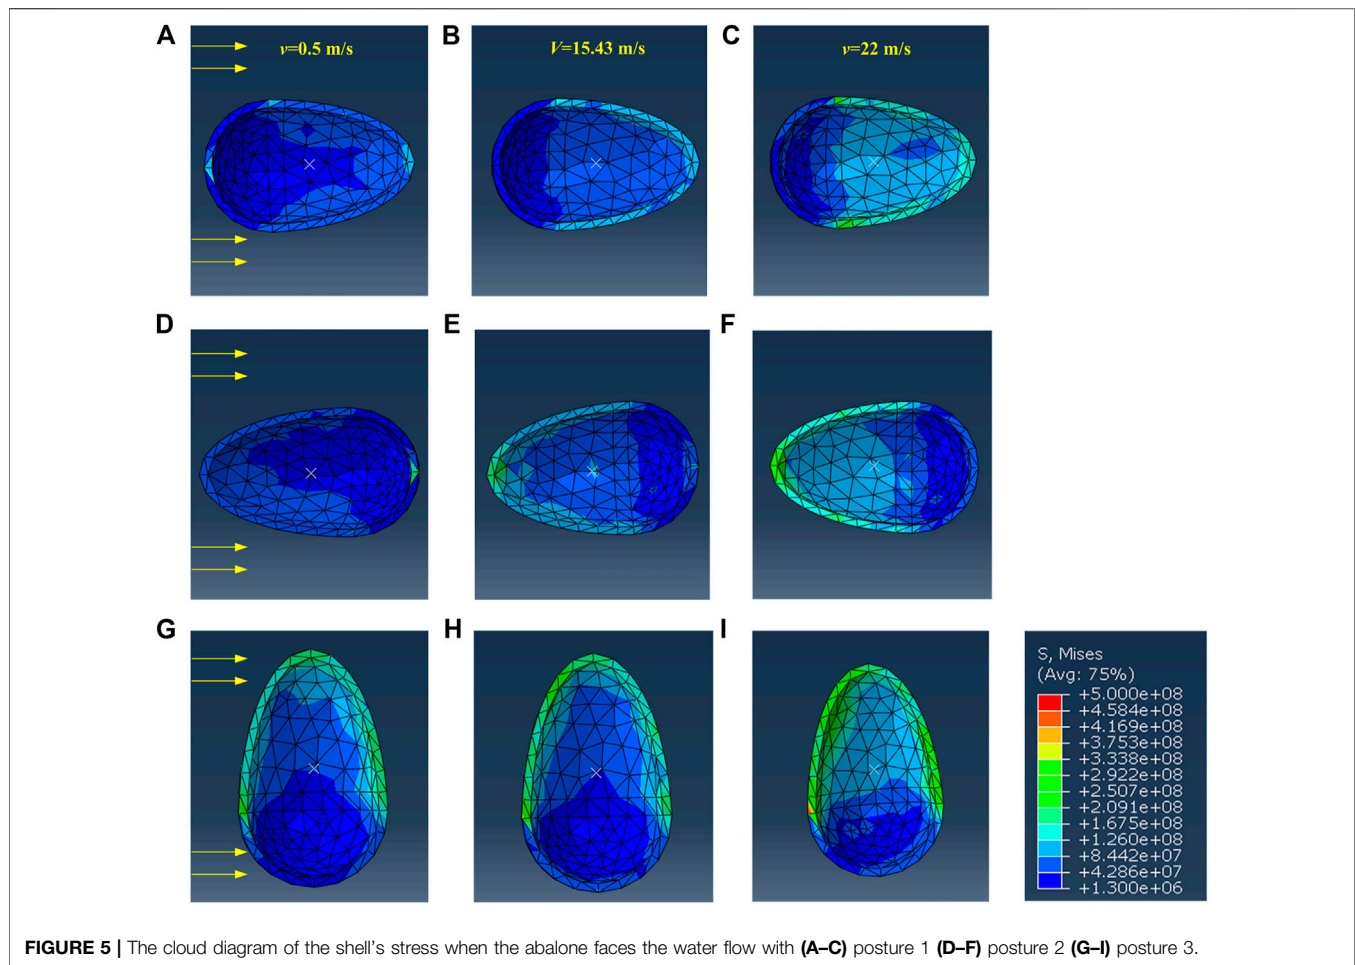 A
B
C
v=0.5 m/s
V=15.43 m/s
v=22 m/s
D
E
F
G
H
I
S, Mises
(Avg: 75%)
+5.000e+08
+4.584e+08
+4.169e+08
+3.753e+08
+3.338e+08
+2.922e+08
+2.507e+08
+2.091e+08
+1.675e+08
+1.260e+08
+8.442e+07
+4.286e+07
+1.300e+06
FIGURE 5 | The cloud diagram of the shell's stress when the abalone faces the water flow with (A–C) posture 1 (D–F) posture 2 (G–I) posture 3.